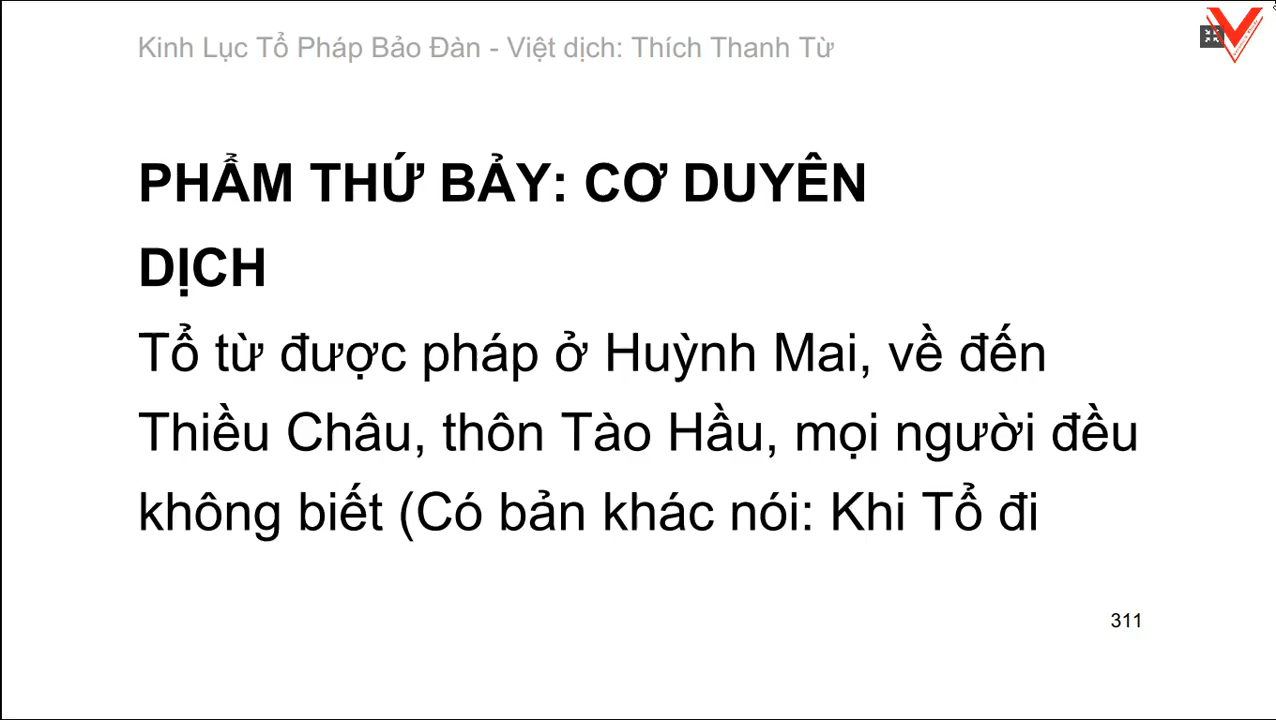 Kinh Lục Tổ Pháp Bảo Đàn - Việt dịch: Thích Thanh Từ
PHẨM THỨ BẢY: CƠ DUYÊN
DỊCH
Tổ từ được pháp ở Huỳnh Mai, về đến
Thiều Châu, thôn Tào Hầu, mọi người đều
không biết (Có bản khác nói: Khi Tổ đi
311